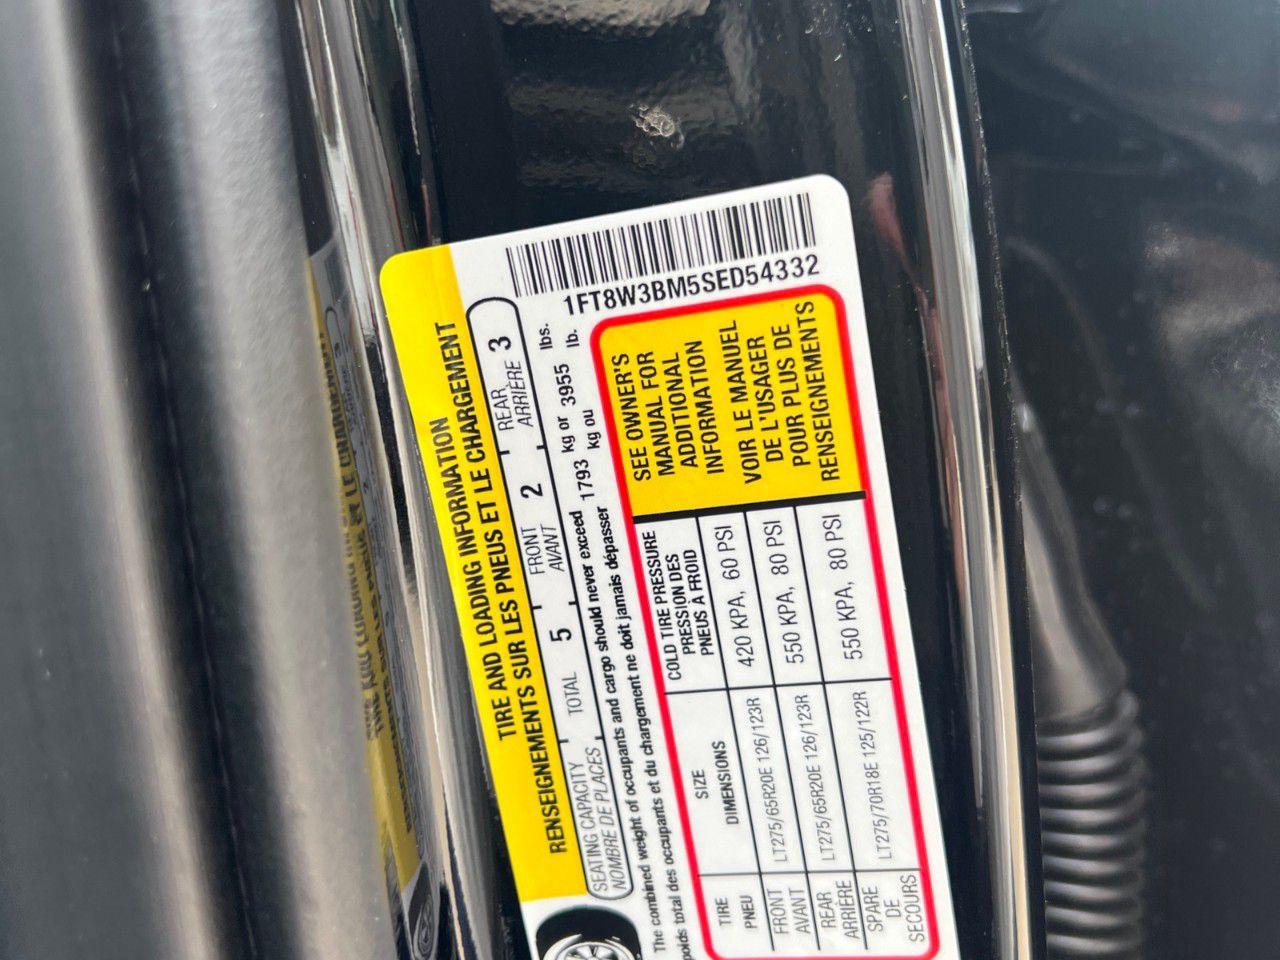 TIRE AND LOADING INFORMATION
RENSEIGNEMENTS SUR LES PNEUS ET LE CHARGEMENT
SEATING CAPACITY TOTAL 5 FRONT 2 REAR 3
NOMBRE DE PLACES AVANT ARRIÈRE
The combined weight of occupants and cargo should never exceed 1793 kg or 3955 lbs.
poids total des occupants et du chargement ne doit jamais dépasser kg ou lb.
1FT8W3BM5SED54332
TIRE SIZE COLD TIRE PRESSURE
PNEU DIMENSIONS PRESSION DES
PNEUS À FROID
FRONT LT275/65R20E 126/123R 420 KPA, 60 PSI
AVANT
REAR LT275/65R20E 126/123R 550 KPA, 80 PSI
ARRIÈRE
SPARE LT275/70R18E 125/122R 550 KPA, 80 PSI
DE
SECOURS
SEE OWNER'S
MANUAL FOR
ADDITIONAL
INFORMATION
VOIR LE MANUEL
DE L'USAGER
POUR PLUS DE
RENSEIGNEMENTS